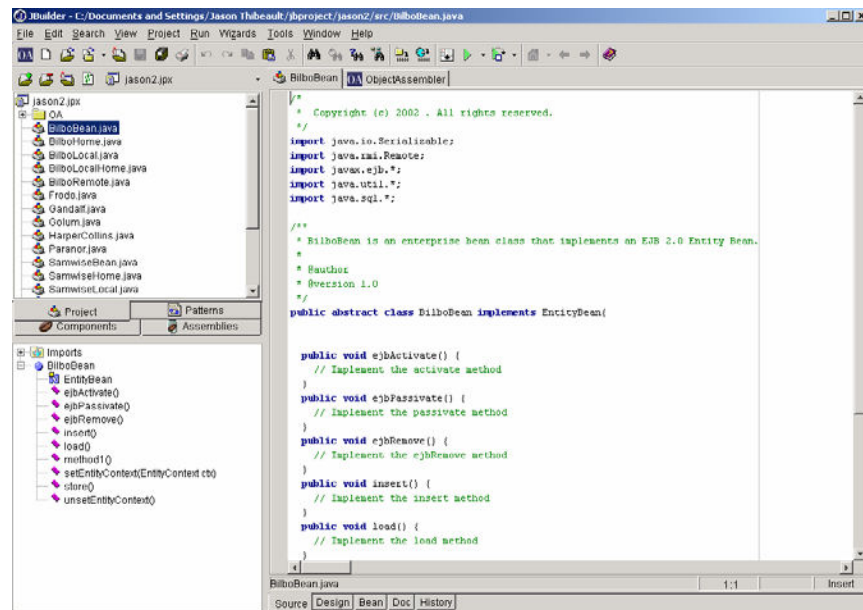 JBuilder - C:/Documents and Settings/Jason Thibeault/jbproject/jason2/src/BilboBean.java
File Edit Search View Project Run Wizards Tools Window Help
OA
jason2.jpx
BilboBean
OA ObjectAssembler
jason2.jpx
OA
BilboBean.java
BilboHome.java
BilboLocal.java
BilboLocalHome.java
BilboRemote.java
Frodo.java
Gandalf.java
Golum.java
HarperCollins.java
Paranor.java
SamwiseBean.java
SamwiseHome.java
SamwiseLocal.java
Project
Patterns
Components
Assemblies
Imports
BilboBean
EntityBean
ejbActivate()
ejbPassivate()
ejbRemove()
insert()
load()
method1()
setEntityContext(EntityContext ctx)
store()
unsetEntityContext()
/*
* Copyright (c) 2002 . All rights reserved.
*/
import java.io.Serializable;
import java.rmi.Remote;
import javax.ejb.*;
import java.util.*;
import java.sql.*;
/**
* BilboBean is an enterprise bean class that implements an EJB 2.0 Entity Bean.
*
* @author
* @version 1.0
*/
public abstract class BilboBean implements EntityBean{
public void ejbActivate() {
// Implement the activate method
}
public void ejbPassivate() {
// Implement the passivate method
}
public void ejbRemove() {
// Implement the ejbRemove method
}
public void insert() {
// Implement the insert method
}
public void load() {
// Implement the load method
}
BilboBean.java
1:1
Insert
Source Design Bean Doc History